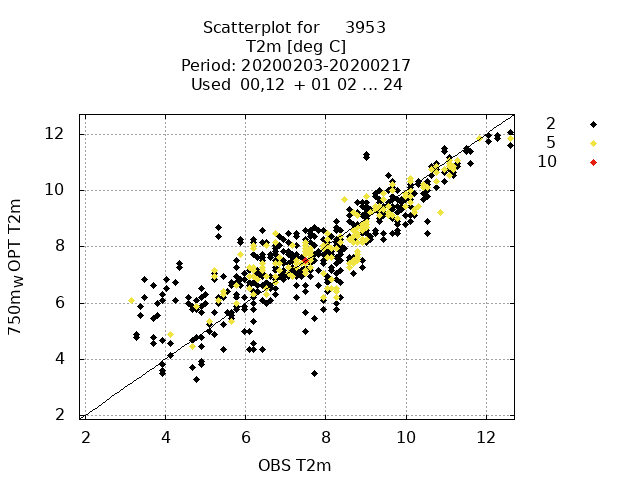 Scatterplot for 3953
T2m [deg C]
Period: 20200203-20200217
Used 00,12 + 01 02 ... 24
2
5
10
12
10
8
6
4
2
750m_W OPT T2m
2 4 6 8 10 12
OBS T2m